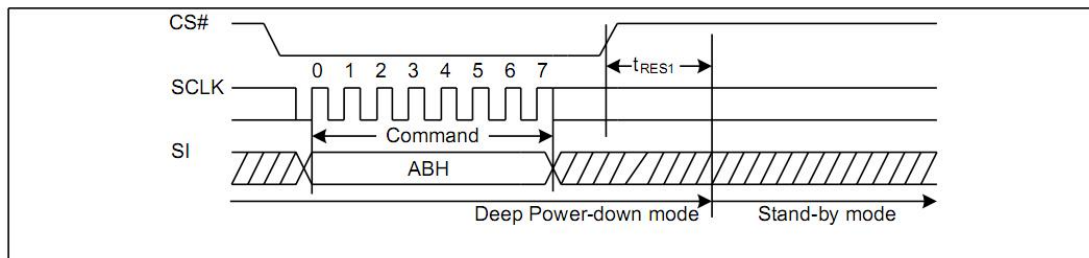 CS#
tRES1
0 1 2 3 4 5 6 7
SCLK
Command
SI
ABH
Deep Power-down mode Stand-by mode